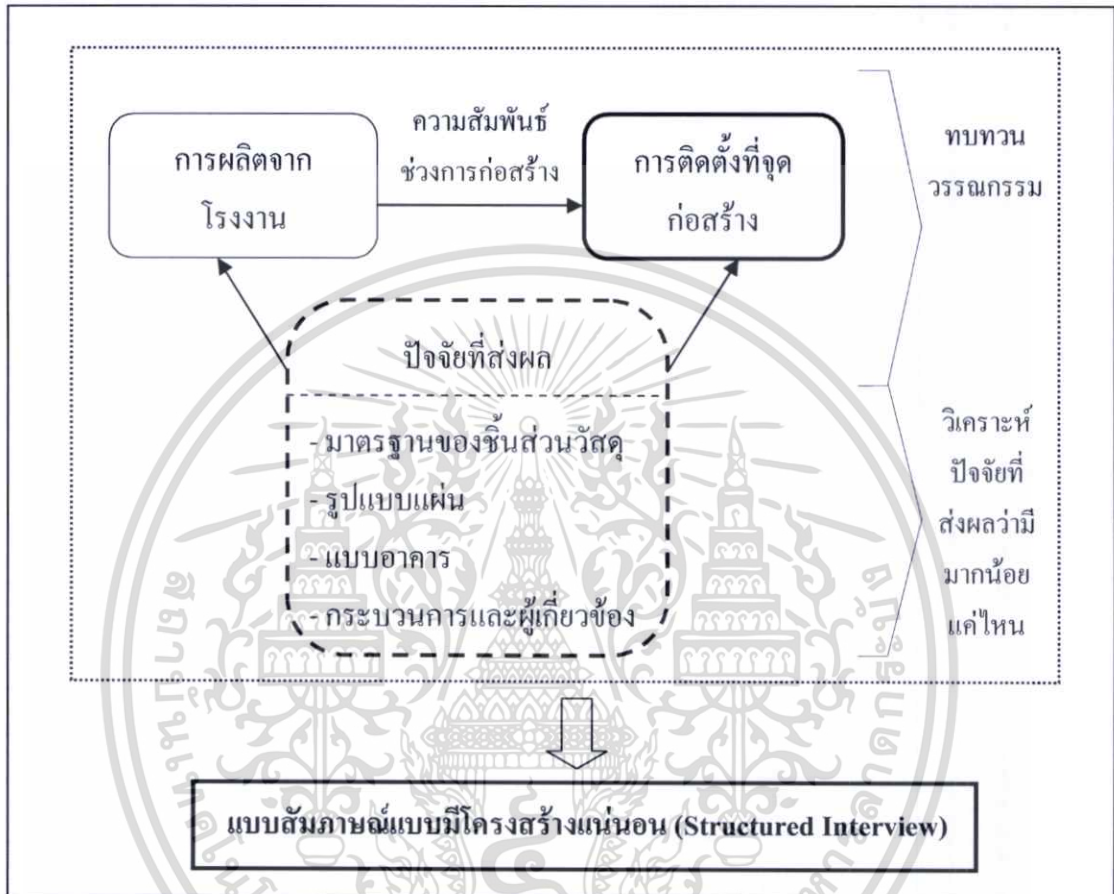 ความสัมพันธ์
ช่วงการก่อสร้าง
การผลิตจาก
โรงงาน
การติดตั้งที่จุด
ก่อสร้าง
ทบทวน
วรรณกรรม
ปัจจัยที่ส่งผล
- มาตรฐานของชิ้นส่วนวัสดุ
- รูปแบบแผ่น
- แบบอาคาร
- กระบวนการและผู้เกี่ยวข้อง
วิเคราะห์
ปัจจัยที่
ส่งผลว่ามี
มากน้อย
แค่ไหน
แบบสัมภาษณ์แบบมีโครงสร้างแน่นอน (Structured Interview)